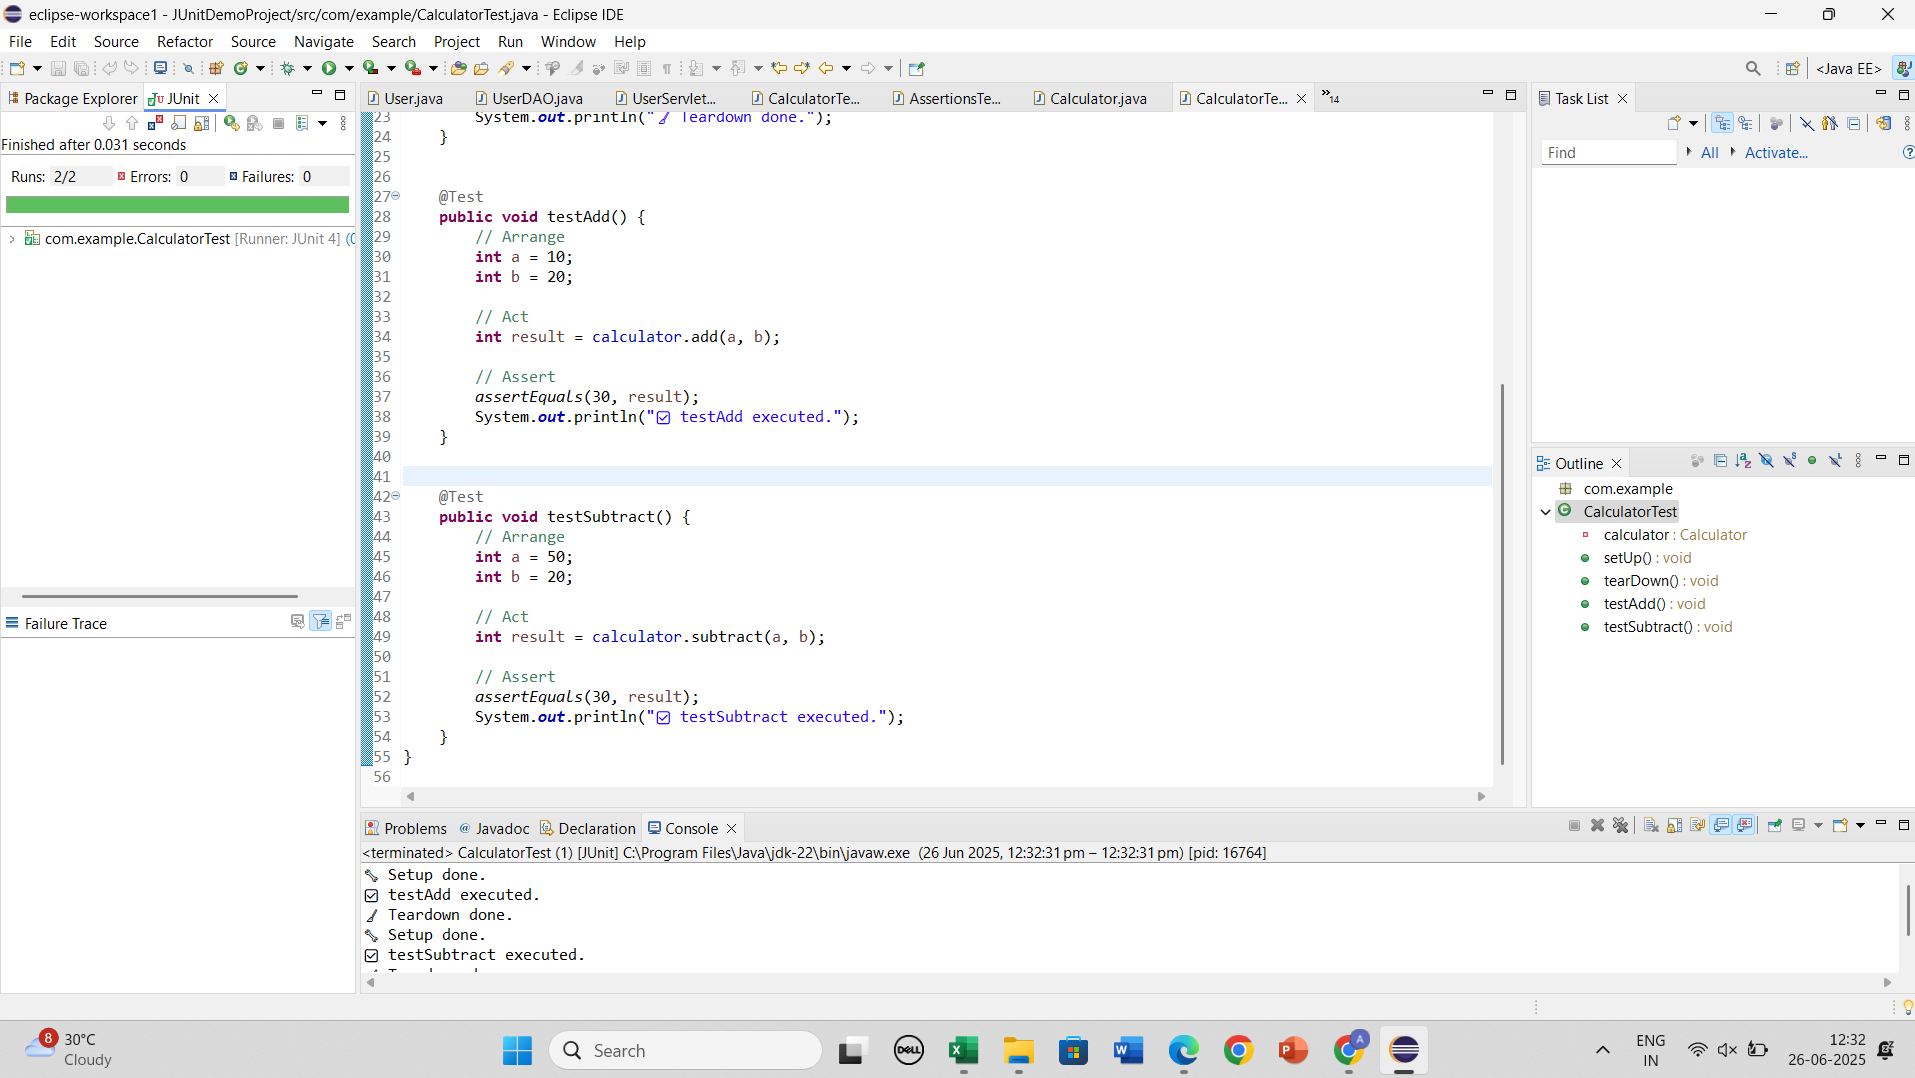 eclipse-workspace1 - JUnitDemoProject/src/com/example/CalculatorTest.java - Eclipse IDE
File Edit Source Refactor Source Navigate Search Project Run Window Help
<Java EE>
Package Explorer JUnit
Finished after 0.031 seconds
Runs: 2/2 Errors: 0 Failures: 0
com.example.CalculatorTest [Runner: JUnit 4] (0
Failure Trace
User.java UserDAO.java UserServlet... CalculatorTe... AssertionsTe... Calculator.java CalculatorTe... »14
23 System.out.println("🧹 Teardown done.");
24 }
25
26
27 @Test
28 public void testAdd() {
29 // Arrange
30 int a = 10;
31 int b = 20;
32
33 // Act
34 int result = calculator.add(a, b);
35
36 // Assert
37 assertEquals(30, result);
38 System.out.println("☑ testAdd executed.");
39 }
40
41
42 @Test
43 public void testSubtract() {
44 // Arrange
45 int a = 50;
46 int b = 20;
47
48 // Act
49 int result = calculator.subtract(a, b);
50
51 // Assert
52 assertEquals(30, result);
53 System.out.println("☑ testSubtract executed.");
54 }
55 }
56
Task List
Find All Activate...
Outline
com.example
CalculatorTest
calculator : Calculator
setUp() : void
tearDown() : void
testAdd() : void
testSubtract() : void
Problems Javadoc Declaration Console
<terminated> CalculatorTest (1) [JUnit] C:\Program Files\Java\jdk-22\bin\javaw.exe (26 Jun 2025, 12:32:31 pm – 12:32:31 pm) [pid: 16764]
🔧 Setup done.
☑ testAdd executed.
🧹 Teardown done.
🔧 Setup done.
☑ testSubtract executed.
8 30°C
Cloudy
Search
DELL
ENG
IN
12:32
26-06-2025